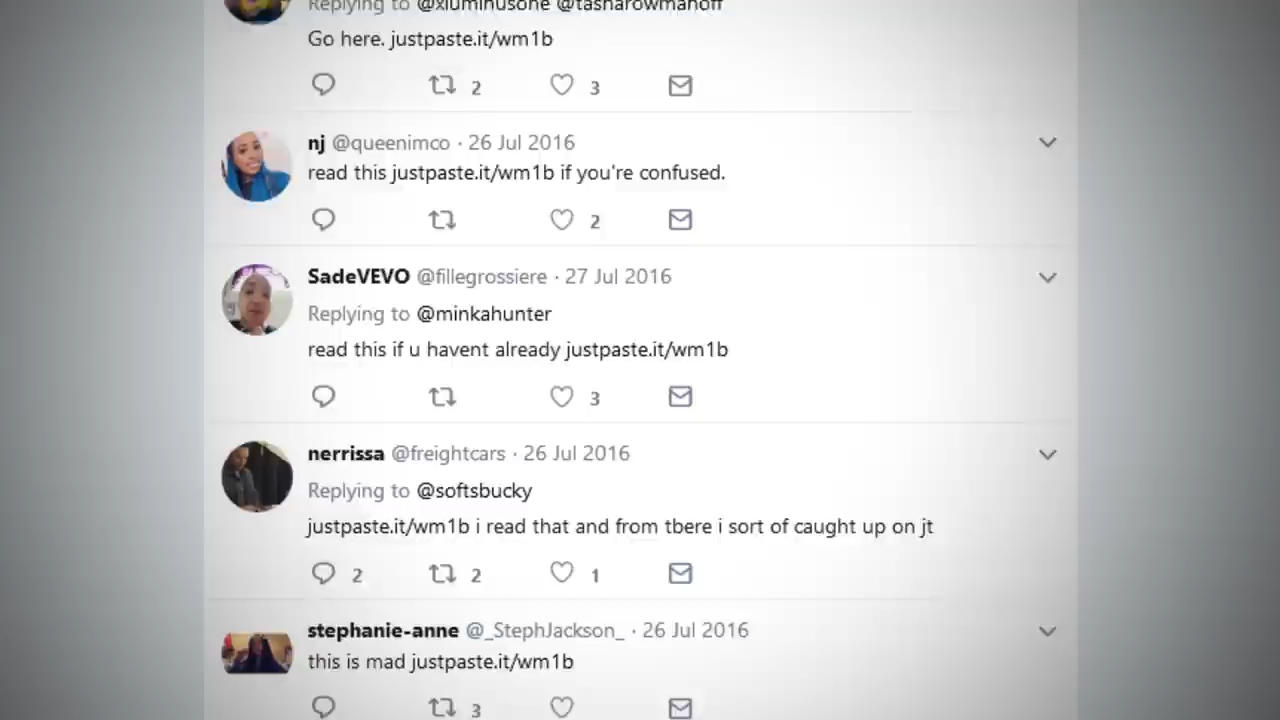 Replying to @xiuminusone @tasharowmanoff
Go here. justpaste.it/wm1b
2 3
nj @queenimco · 26 Jul 2016
read this justpaste.it/wm1b if you're confused.
2
SadeVEVO @fillegrossiere · 27 Jul 2016
Replying to @minkahunter
read this if u havent already justpaste.it/wm1b
3
nerrissa @freightcars · 26 Jul 2016
Replying to @softsbucky
justpaste.it/wm1b i read that and from tbere i sort of caught up on jt
2 2 1
stephanie-anne @_StephJackson_ · 26 Jul 2016
this is mad justpaste.it/wm1b
3